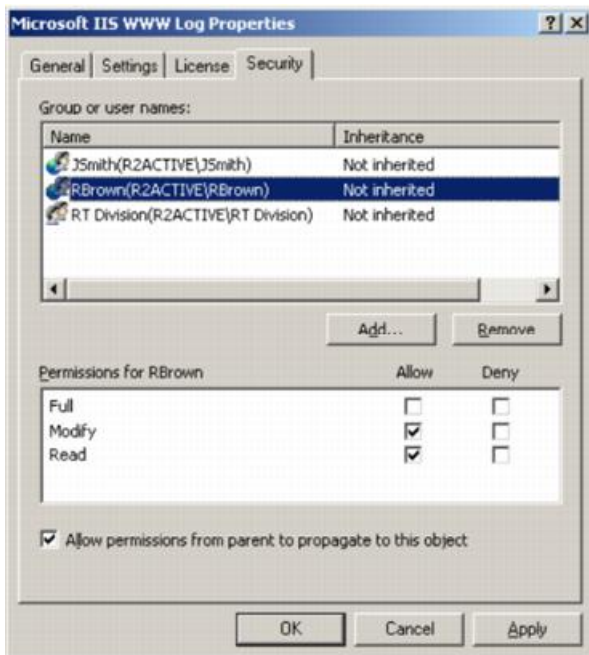 Microsoft IIS WWW Log Properties
General Settings License Security
Group or user names:
Name Inheritance
JSmith(R2ACTIVE\JSmith) Not inherited
RBrown(R2ACTIVE\RBrown) Not inherited
RT Division(R2ACTIVE\RT Division) Not inherited
Add... Remove
Permissions for RBrown Allow Deny
Full
Modify
Read
Allow permissions from parent to propagate to this object
OK Cancel Apply